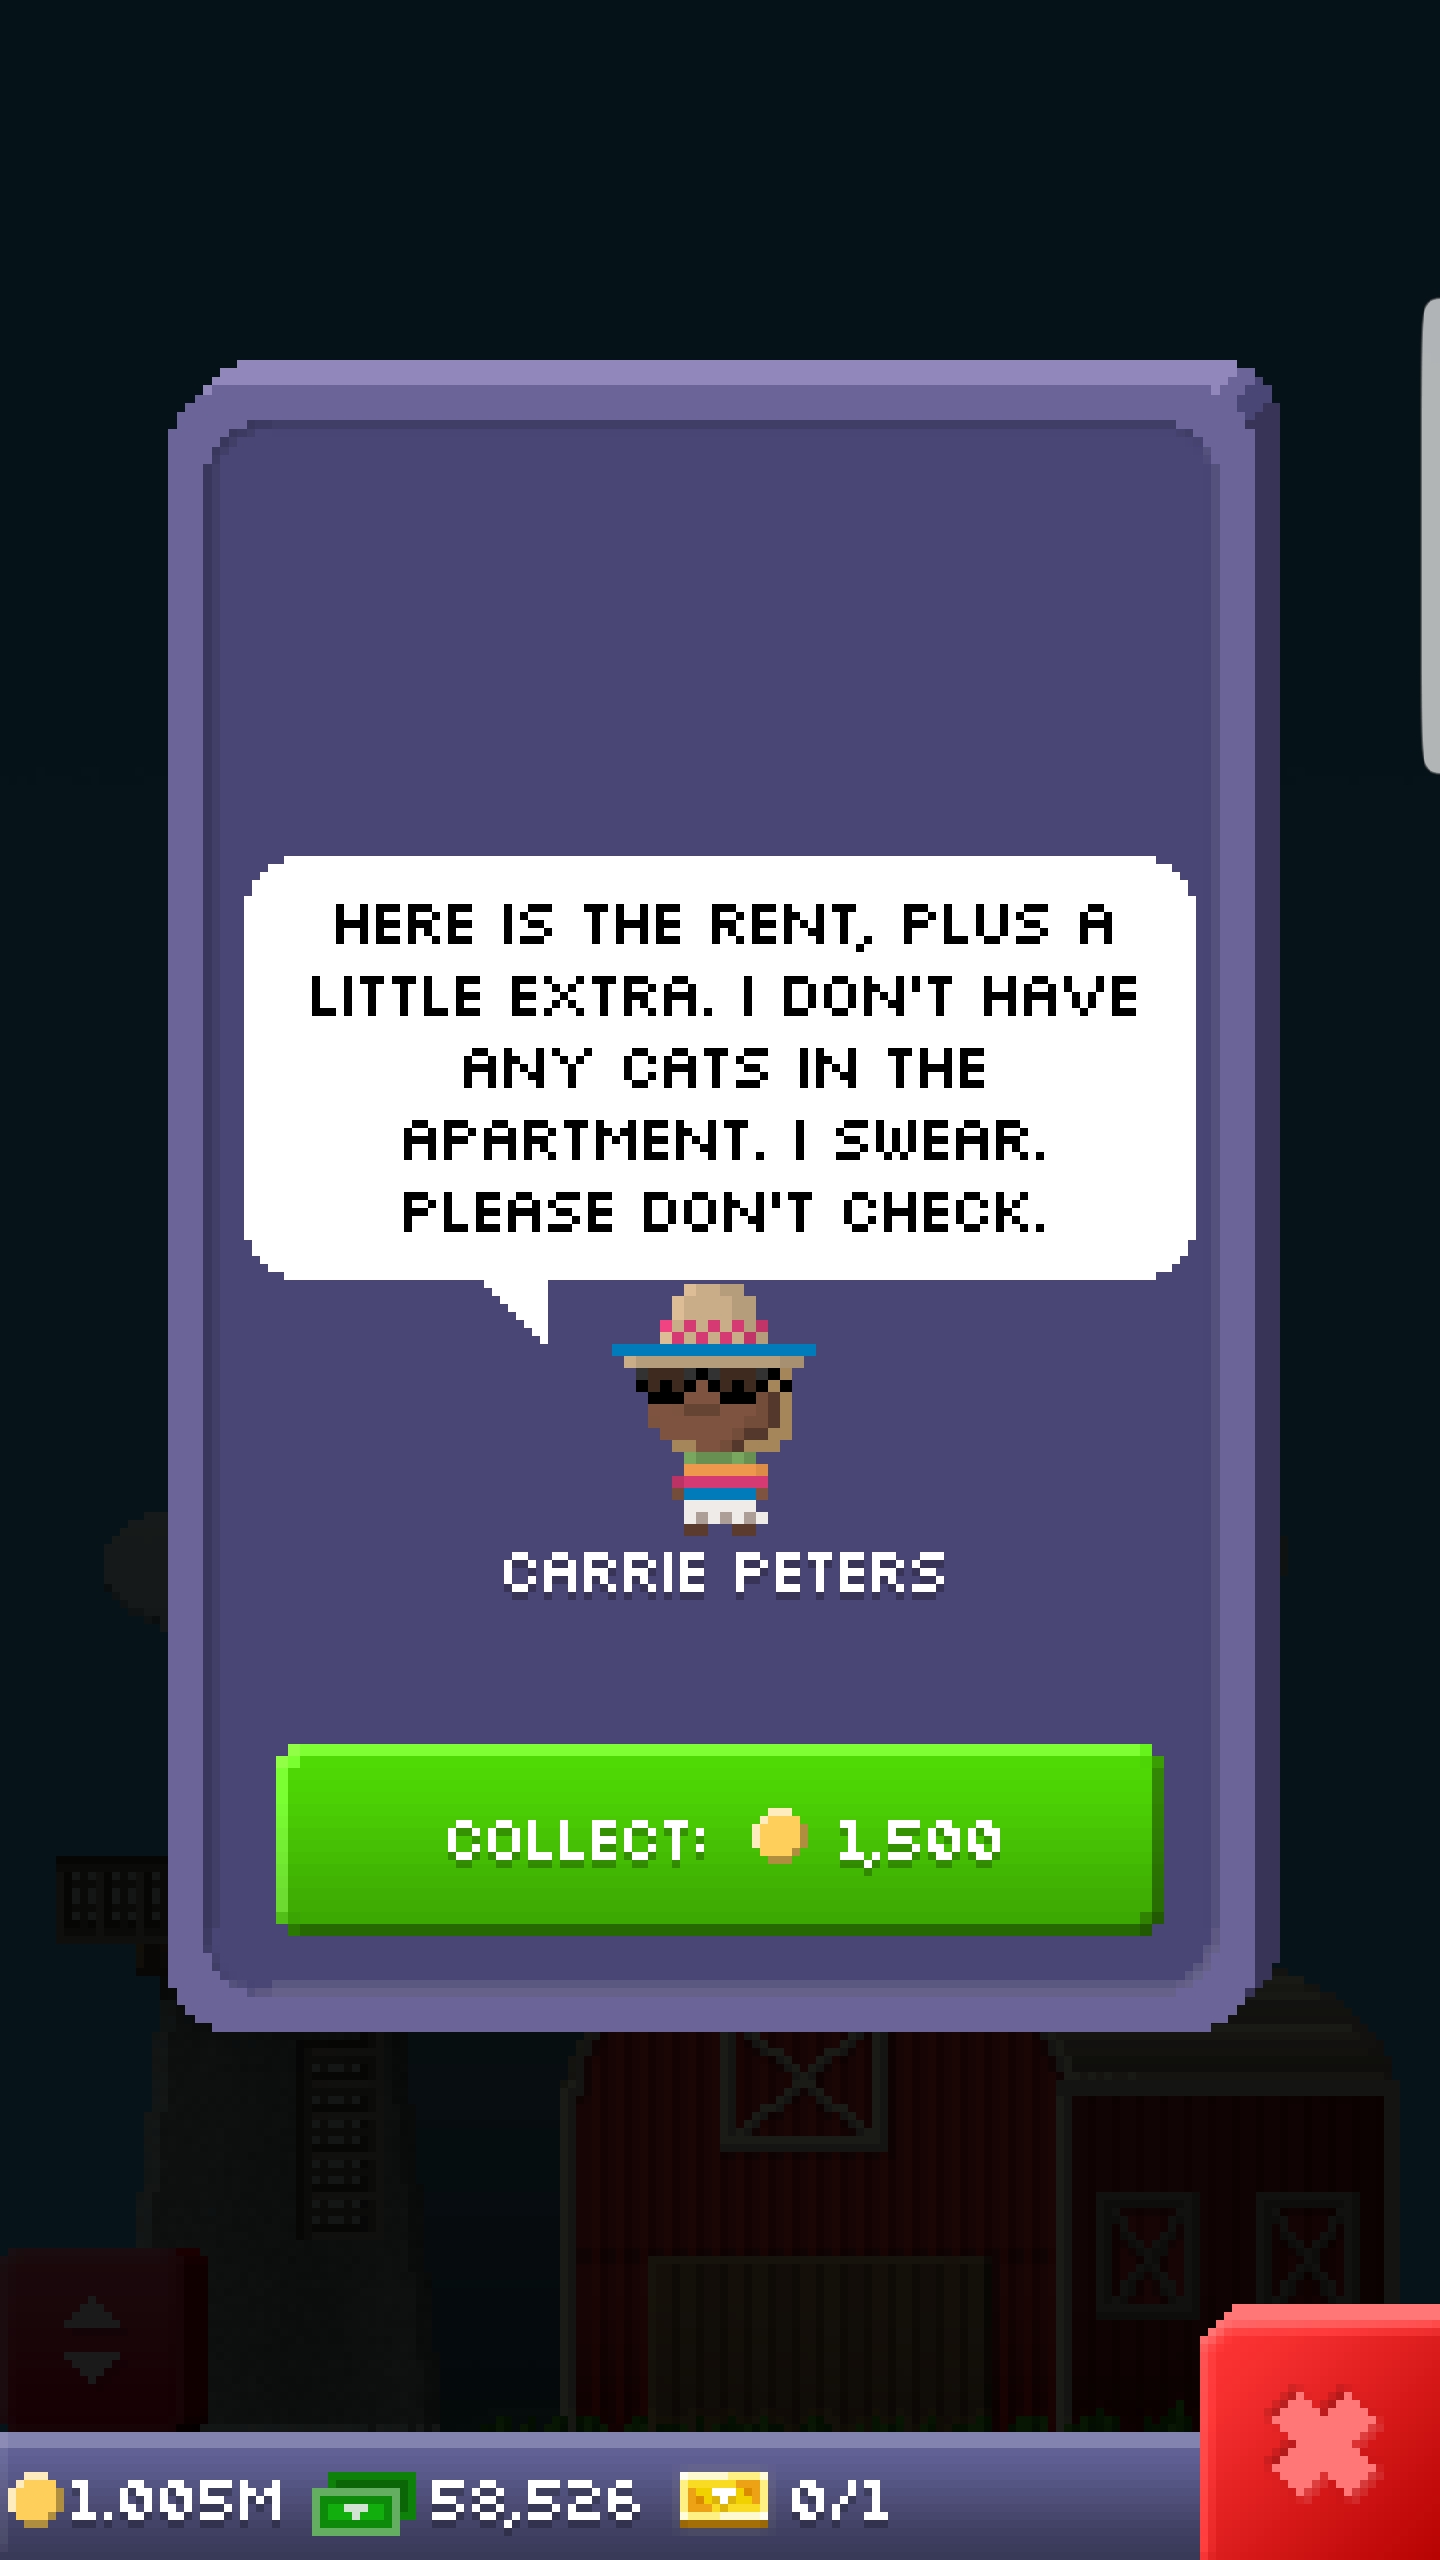 HERE IS THE RENT, PLUS A
LITTLE EXTRA. I DON'T HAVE
ANY CATS IN THE
APARTMENT. I SWEAR.
PLEASE DON'T CHECK.
CARRIE PETERS
COLLECT: 1,500
1.005M 58,526 0/1